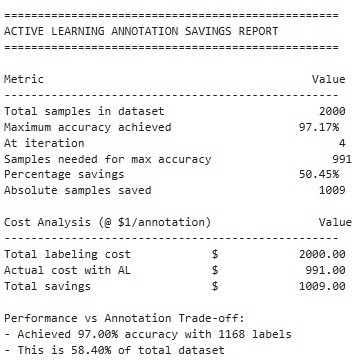 ==================================================
ACTIVE LEARNING ANNOTATION SAVINGS REPORT
==================================================
Metric Value
--------------------------------------------------
Total samples in dataset 2000
Maximum accuracy achieved 97.17%
At iteration 4
Samples needed for max accuracy 991
Percentage savings 50.45%
Absolute samples saved 1009
Cost Analysis (@ $1/annotation) Value
--------------------------------------------------
Total labeling cost $ 2000.00
Actual cost with AL $ 991.00
Total savings $ 1009.00
Performance vs Annotation Trade-off:
- Achieved 97.00% accuracy with 1168 labels
- This is 58.40% of total dataset